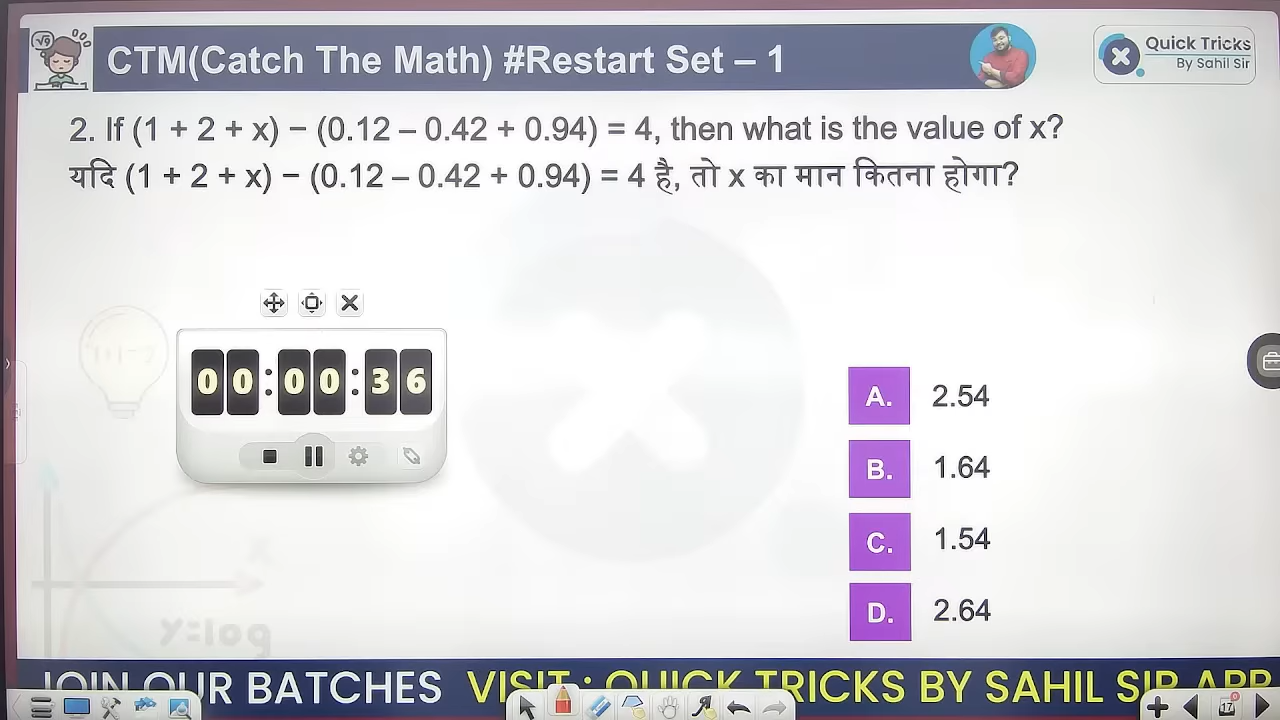 CTM(Catch The Math) #Restart Set – 1
Quick Tricks
By Sahil Sir
2. If (1 + 2 + x) − (0.12 – 0.42 + 0.94) = 4, then what is the value of x?
यदि (1 + 2 + x) − (0.12 – 0.42 + 0.94) = 4 है, तो x का मान कितना होगा?
00:00:36
A. 2.54
B. 1.64
C. 1.54
D. 2.64
y=log
JOIN OUR BATCHES VISIT : QUICK TRICKS BY SAHIL SIR APP
17